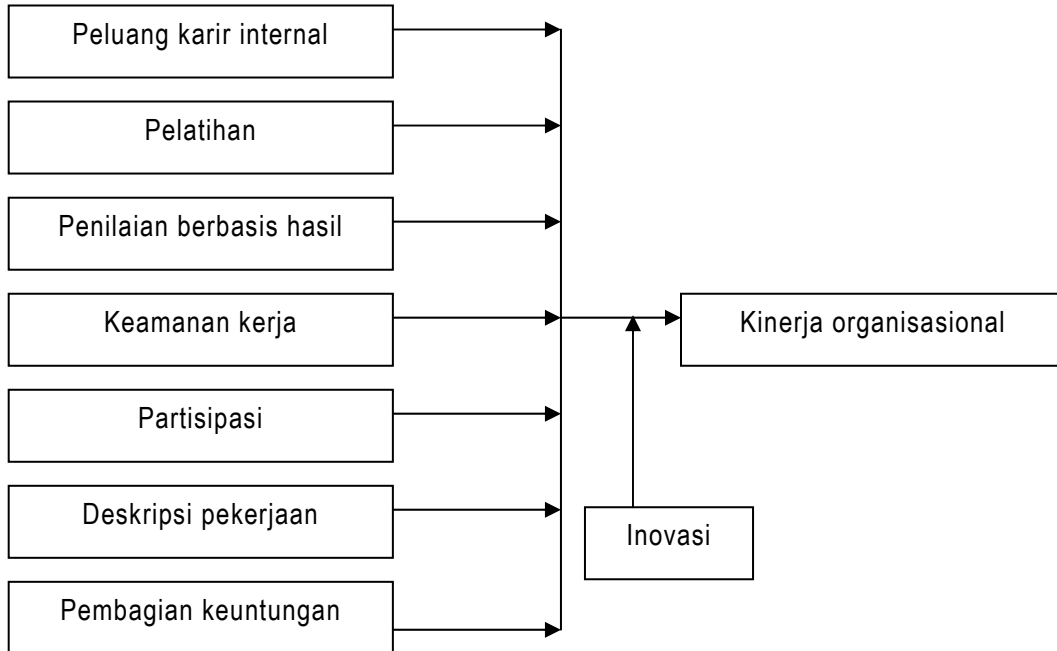 Peluang karir internal
Pelatihan
Penilaian berbasis hasil
Keamanan kerja
Kinerja organisasional
Partisipasi
Deskripsi pekerjaan
Inovasi
Pembagian keuntungan